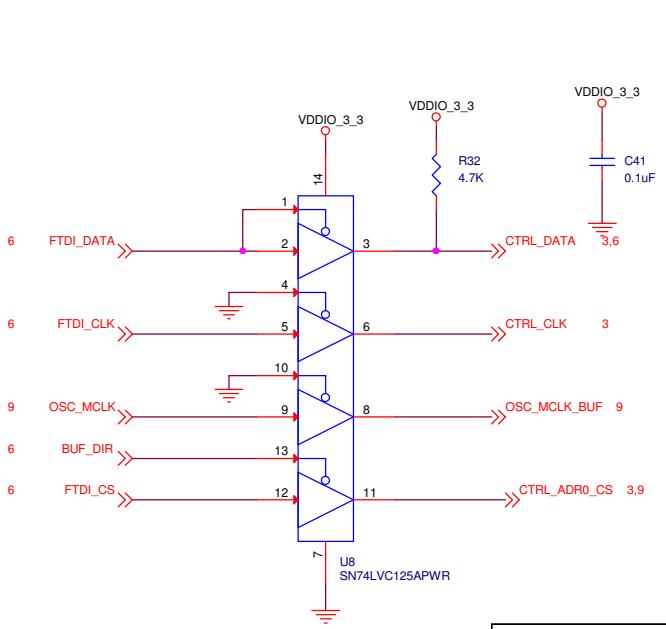 VDDIO_3_3
VDDIO_3_3
VDDIO_3_3
R32
4.7K
C41
0.1uF
14
1
6 FTDI_DATA 2 3 CTRL_DATA 3,6
4
6 FTDI_CLK 5 6 CTRL_CLK 3
10
9 OSC_MCLK 9 8 OSC_MCLK_BUF 9
6 BUF_DIR 13
6 FTDI_CS 12 11 CTRL_ADR0_CS 3,9
7
U8
SN74LVC125APWR